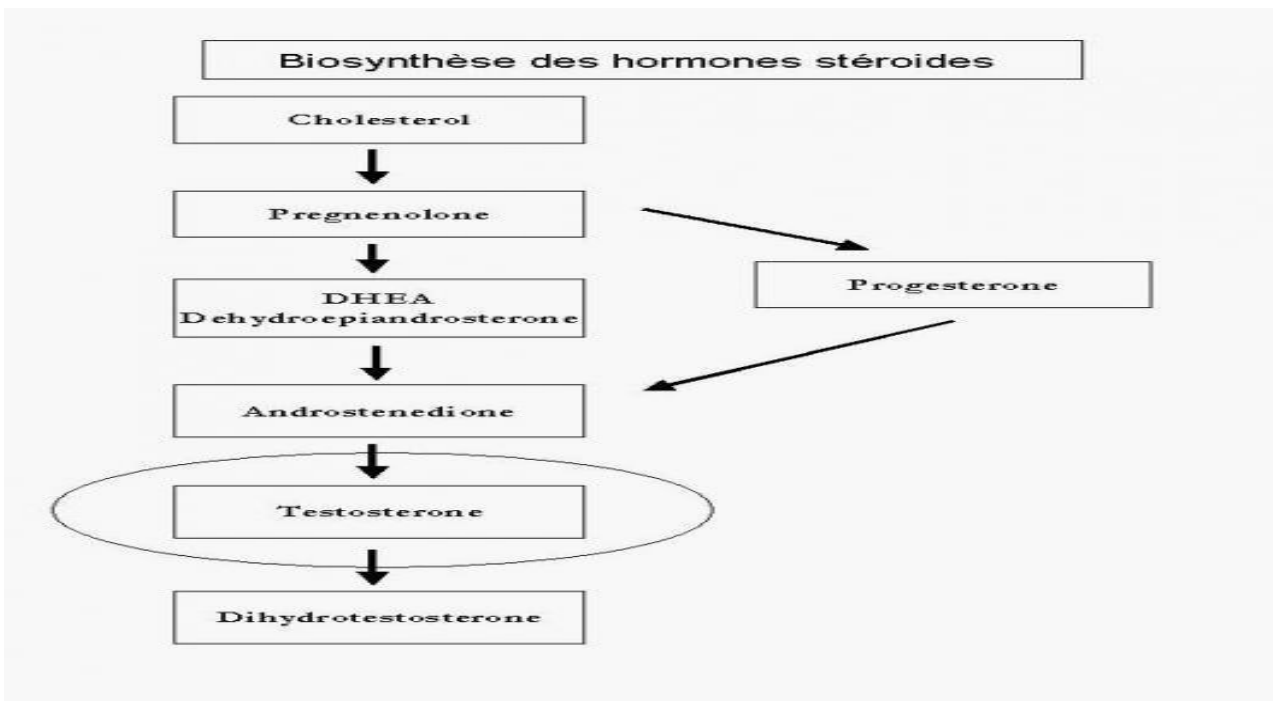 Biosynthèse des hormones stéroides
Cholesterol
Pregnenolone
Progesterone
DHEA
Dehydroepiandrosterone
Androstenedione
Testosterone
Dihydrotestosterone